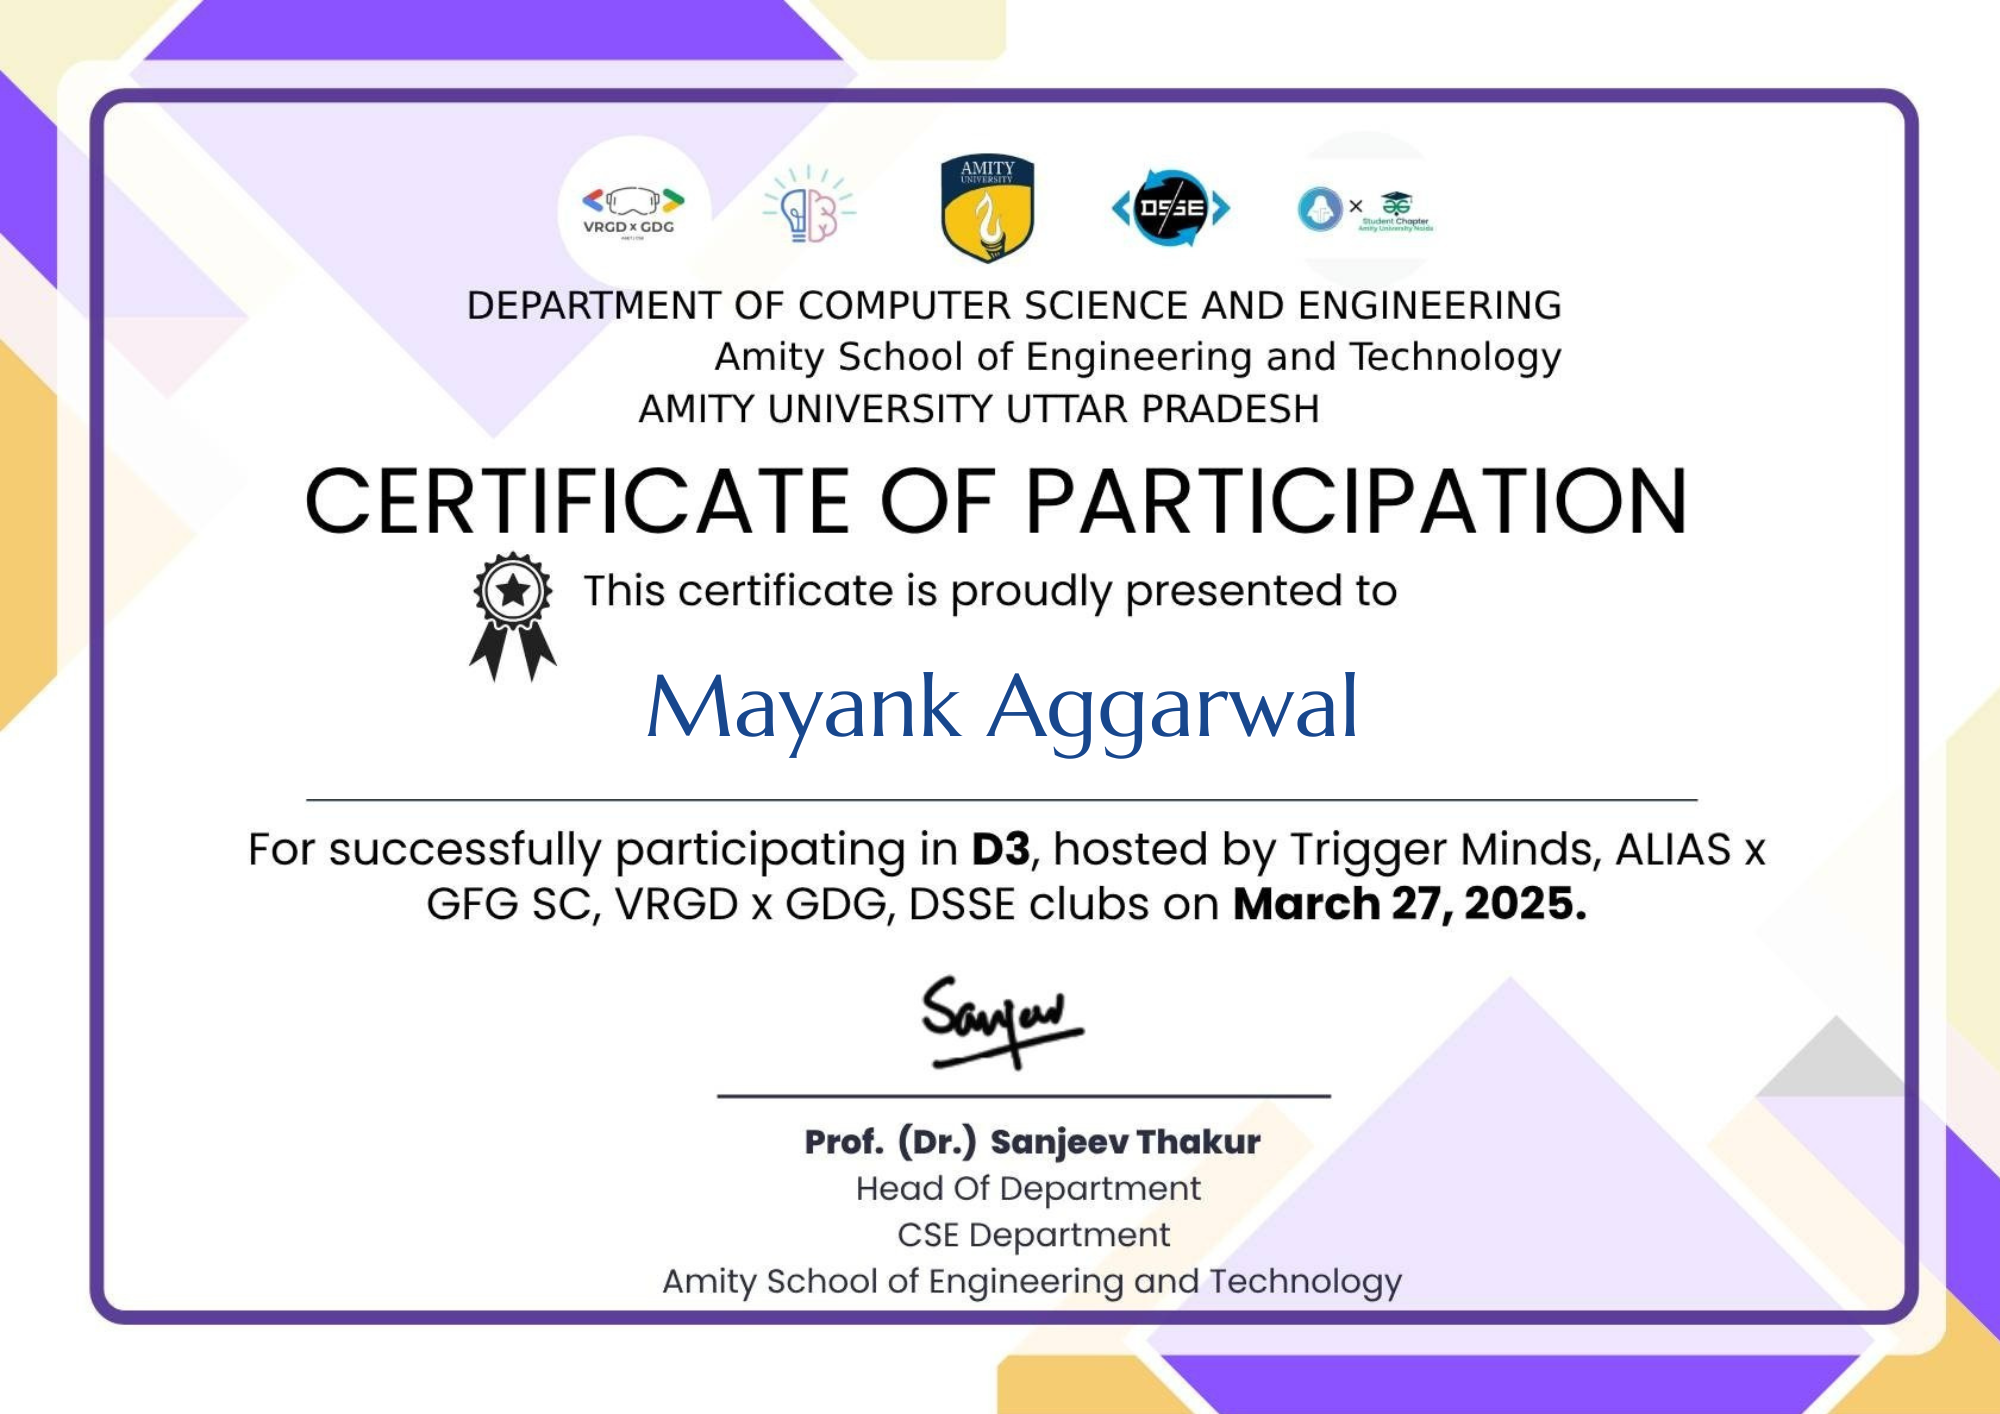 VRGD x GDG
AMITY
UNIVERSITY
DSSE
x
Student Chapter
Amity University Noida
DEPARTMENT OF COMPUTER SCIENCE AND ENGINEERING
Amity School of Engineering and Technology
AMITY UNIVERSITY UTTAR PRADESH
CERTIFICATE OF PARTICIPATION
This certificate is proudly presented to
Mayank Aggarwal
For successfully participating in D3, hosted by Trigger Minds, ALIAS x
GFG SC, VRGD x GDG, DSSE clubs on March 27, 2025.
Sanjeev
Prof. (Dr.) Sanjeev Thakur
Head Of Department
CSE Department
Amity School of Engineering and Technology